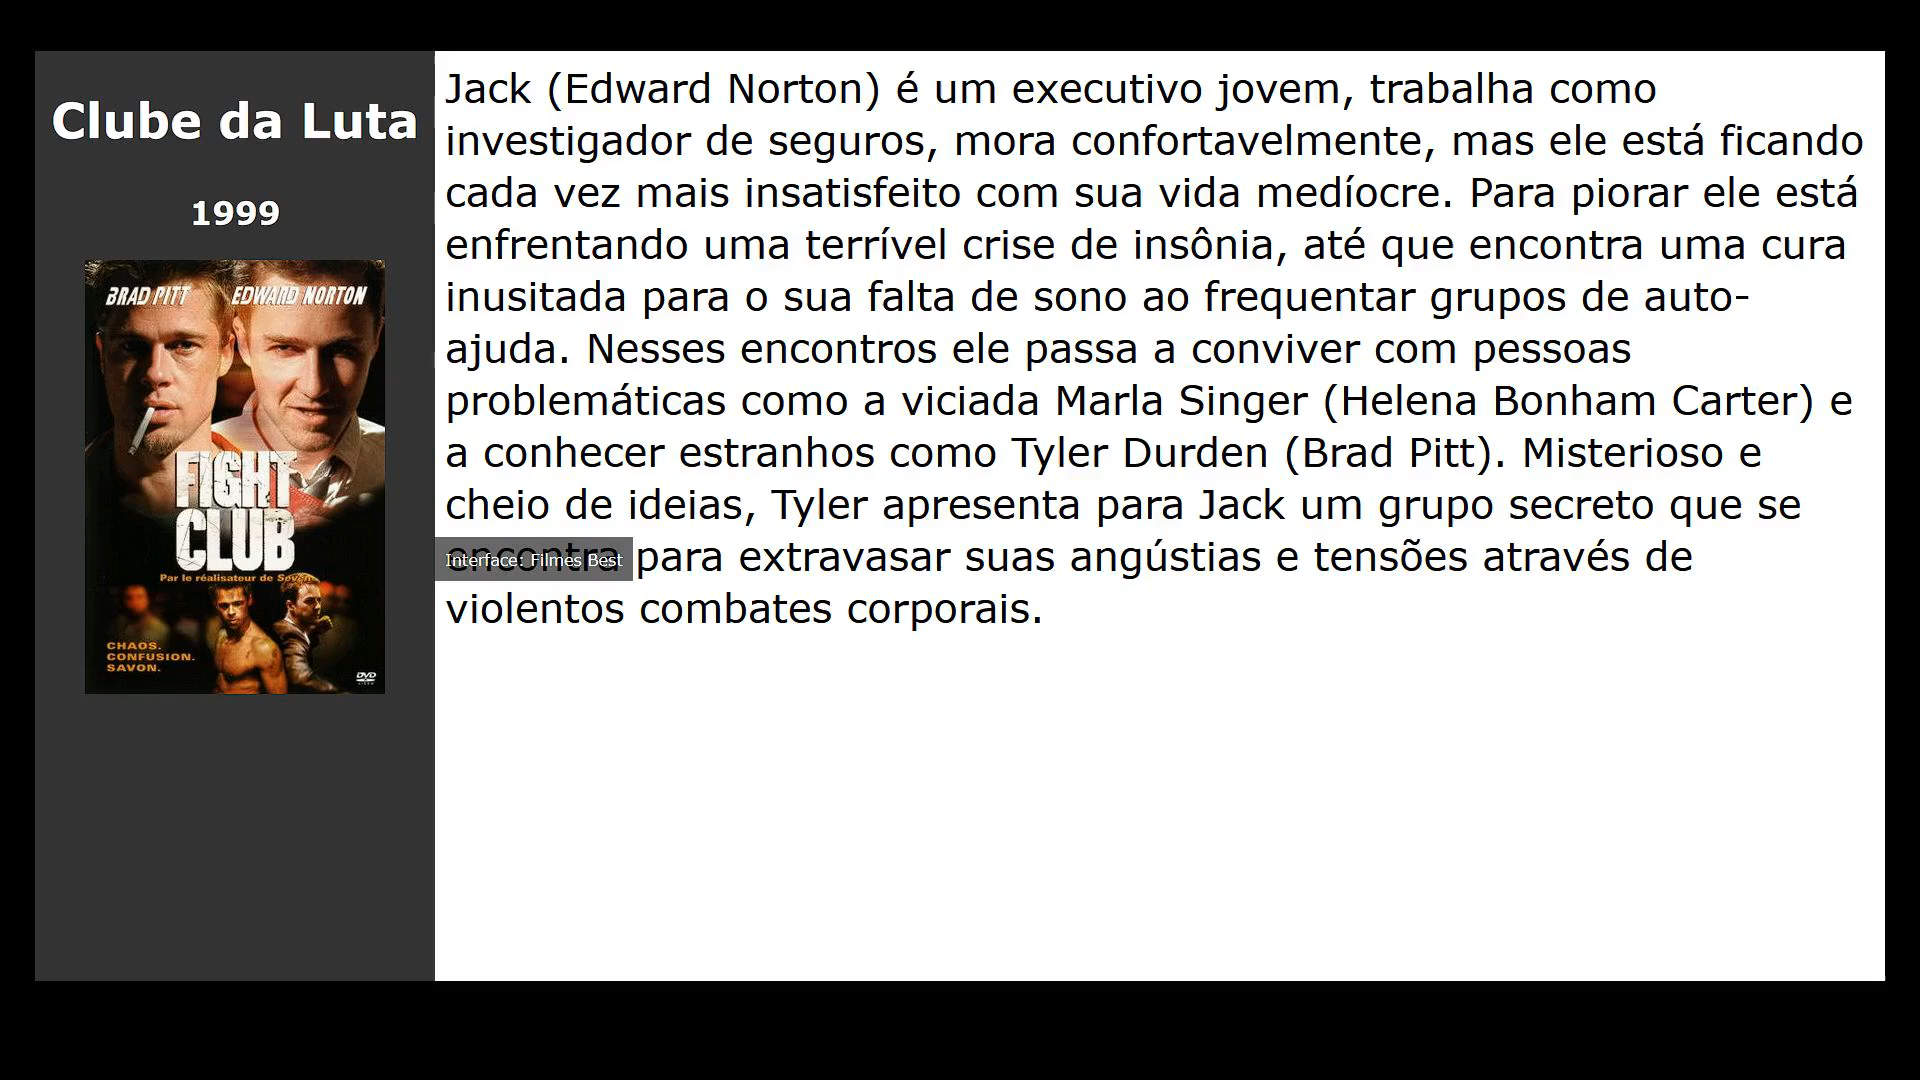 Clube da Luta
1999
BRAD PITT EDWARD NORTON
FIGHT
CLUB
Par le réalisateur de Seven
CHAOS.
CONFUSION.
SAVON.
DVD
VIDEO
Jack (Edward Norton) é um executivo jovem, trabalha como
investigador de seguros, mora confortavelmente, mas ele está ficando
cada vez mais insatisfeito com sua vida medíocre. Para piorar ele está
enfrentando uma terrível crise de insônia, até que encontra uma cura
inusitada para o sua falta de sono ao frequentar grupos de auto-
ajuda. Nesses encontros ele passa a conviver com pessoas
problemáticas como a viciada Marla Singer (Helena Bonham Carter) e
a conhecer estranhos como Tyler Durden (Brad Pitt). Misterioso e
cheio de ideias, Tyler apresenta para Jack um grupo secreto que se
encontra para extravasar suas angústias e tensões através de
violentos combates corporais.
Interface: Filmes Best